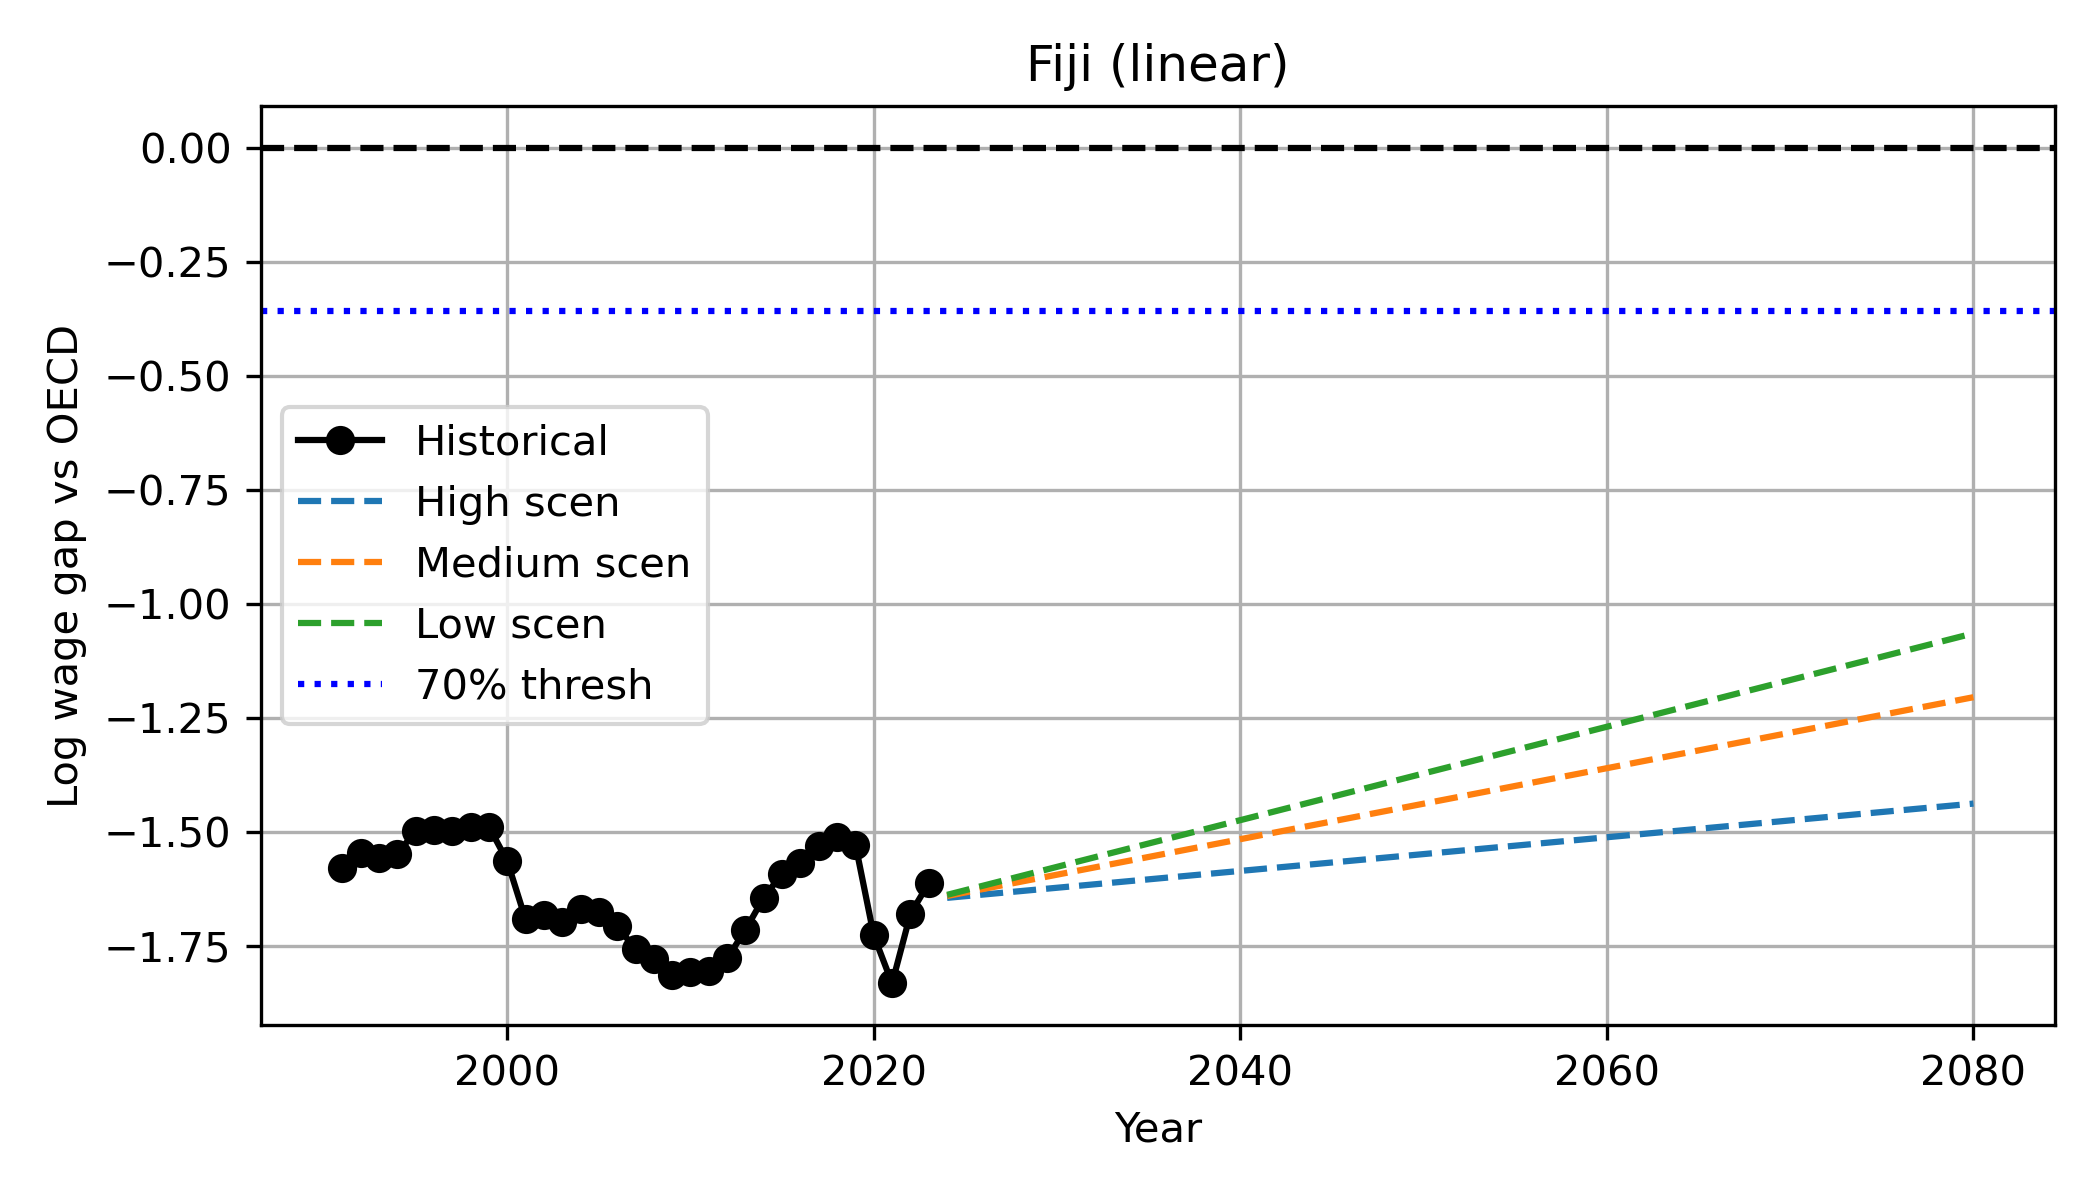 Fiji (linear)
0.00
−0.25
−0.50
−0.75
−1.00
−1.25
−1.50
−1.75
Log wage gap vs OECD
Historical
High scen
Medium scen
Low scen
70% thresh
2000 2020 2040 2060 2080
Year